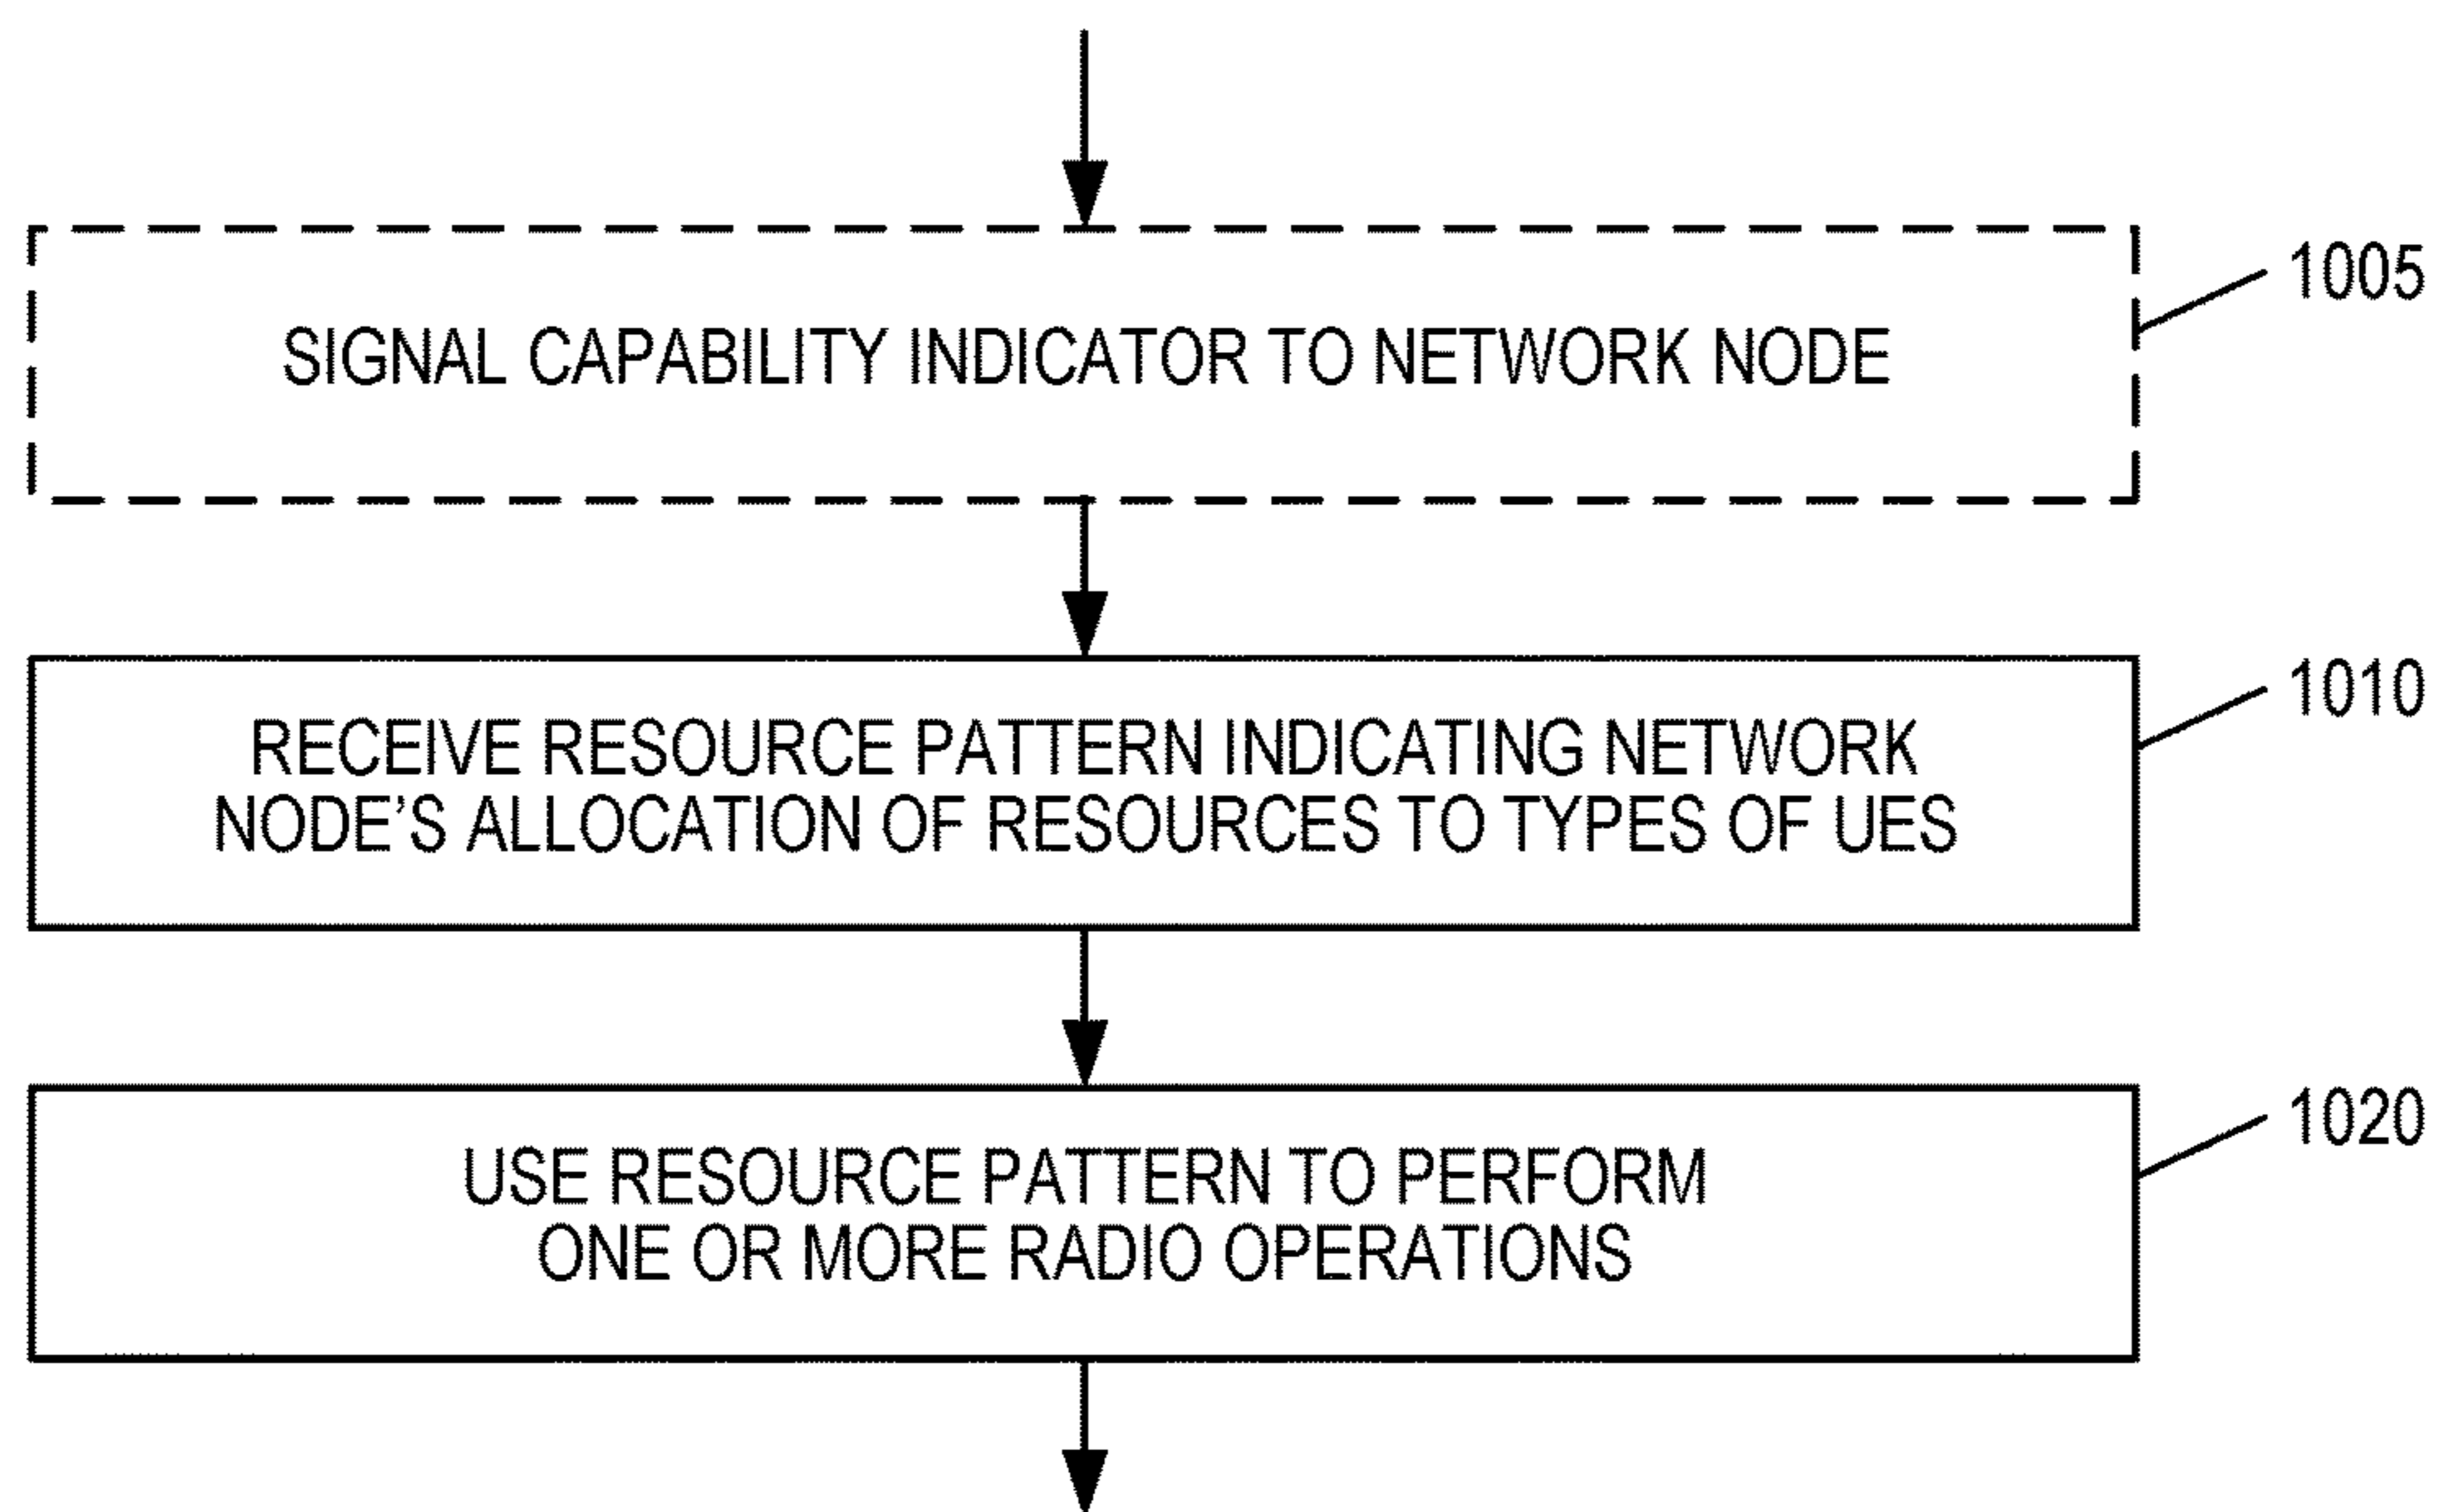 1005
SIGNAL CAPABILITY INDICATOR TO NETWORK NODE
1010
RECEIVE RESOURCE PATTERN INDICATING NETWORK
NODE’S ALLOCATION OF RESOURCES TO TYPES OF UES
1020
USE RESOURCE PATTERN TO PERFORM
ONE OR MORE RADIO OPERATIONS